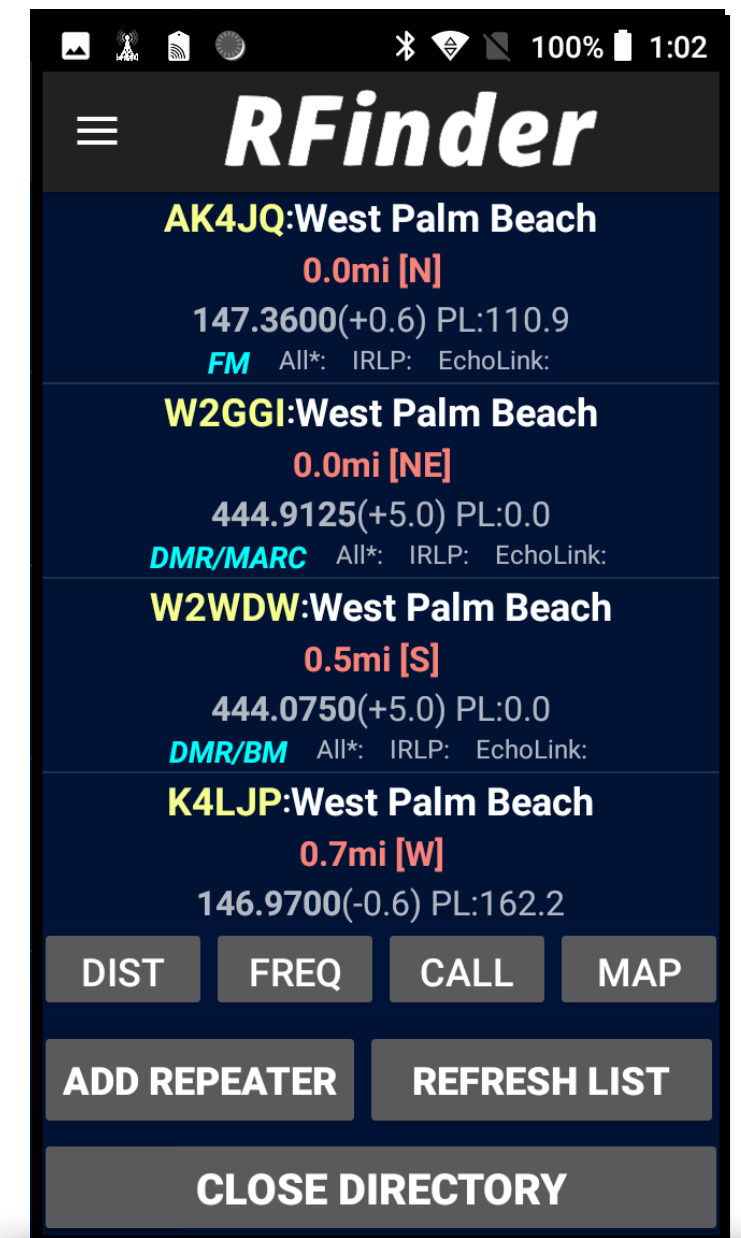 100% 1:02
RFinder
AK4JQ:West Palm Beach
0.0mi [N]
147.3600(+0.6) PL:110.9
FM All*: IRLP: EchoLink:
W2GGI:West Palm Beach
0.0mi [NE]
444.9125(+5.0) PL:0.0
DMR/MARC All*: IRLP: EchoLink:
W2WDW:West Palm Beach
0.5mi [S]
444.0750(+5.0) PL:0.0
DMR/BM All*: IRLP: EchoLink:
K4LJP:West Palm Beach
0.7mi [W]
146.9700(-0.6) PL:162.2
DIST FREQ CALL MAP
ADD REPEATER REFRESH LIST
CLOSE DIRECTORY